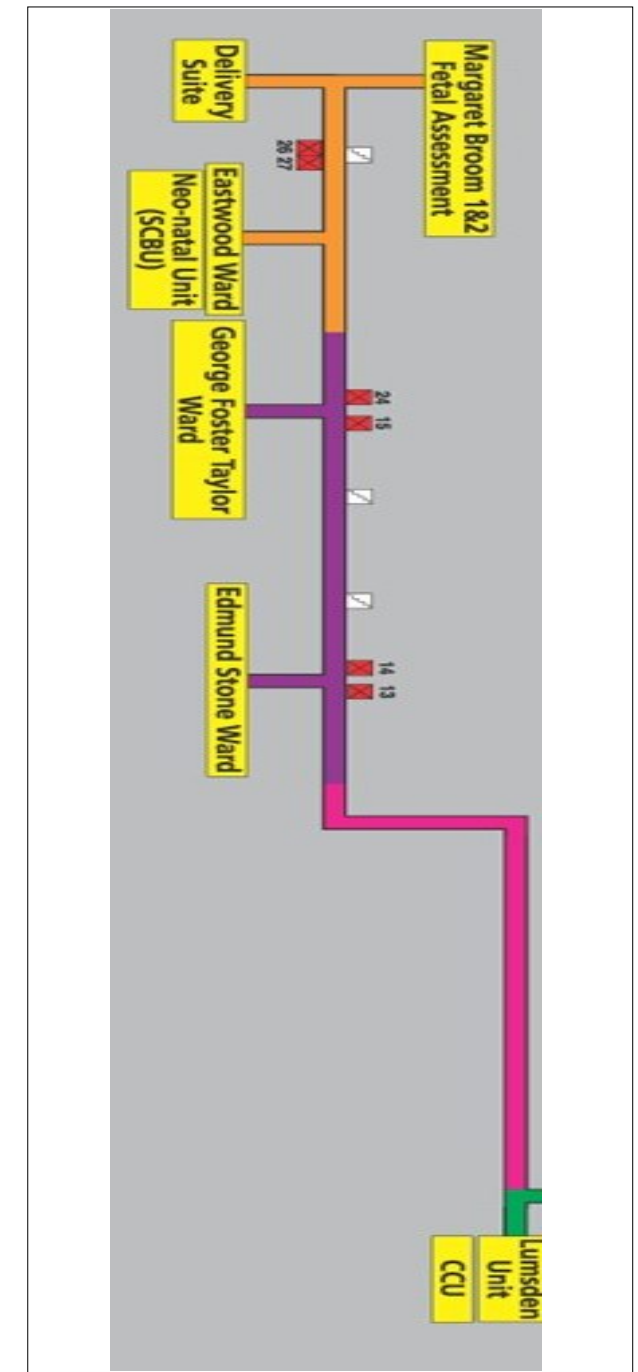 Margaret Broom 1&2
Fetal Assessment
Delivery
Suite
26 27
Eastwood Ward
Neo-natal Unit
(SCBU)
24 15
George Foster Taylor
Ward
14 13
Edmund Stone Ward
Lumsden
Unit
CCU